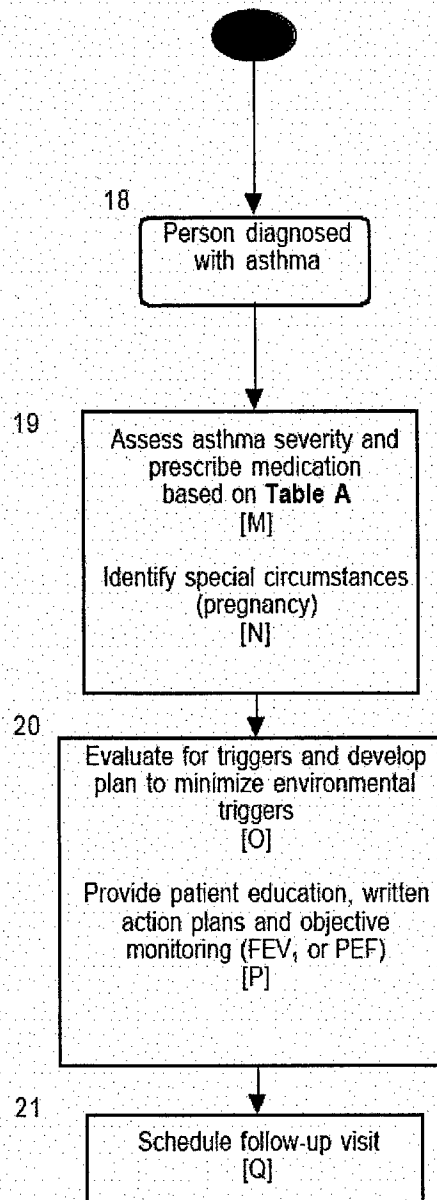 18
Person diagnosed
with asthma
19
Assess asthma severity and
prescribe medication
based on Table A
[M]
Identify special circumstances
(pregnancy)
[N]
20
Evaluate for triggers and develop
plan to minimize environmental
triggers
[O]
Provide patient education, written
action plans and objective
monitoring (FEV₁ or PEF)
[P]
21
Schedule follow-up visit
[Q]